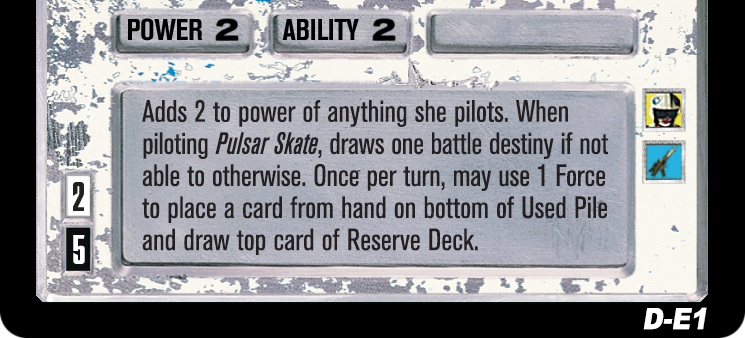 POWER 2 ABILITY 2
Adds 2 to power of anything she pilots. When
piloting Pulsar Skate, draws one battle destiny if not
able to otherwise. Once per turn, may use 1 Force
to place a card from hand on bottom of Used Pile
and draw top card of Reserve Deck.
2
5
D-E1